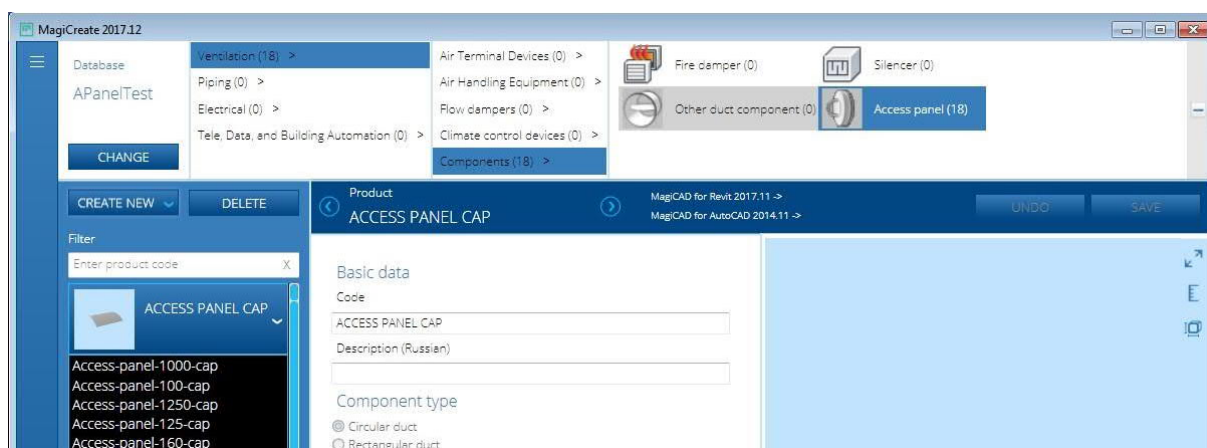 MagiCreate 2017.12
Database
APanelTest
CHANGE
Ventilation (18) >
Piping (0) >
Electrical (0) >
Tele, Data, and Building Automation (0) >
Air Terminal Devices (0) >
Air Handling Equipment (0) >
Flow dampers (0) >
Climate control devices (0) >
Components (18) >
Fire damper (0)
Silencer (0)
Other duct component (0)
Access panel (18)
CREATE NEW
DELETE
Filter
Enter product code X
ACCESS PANEL CAP
Access-panel-1000-cap
Access-panel-100-cap
Access-panel-1250-cap
Access-panel-125-cap
Access-panel-160-cap
Product
ACCESS PANEL CAP
MagiCAD for Revit 2017.11 ->
MagiCAD for AutoCAD 2014.11 ->
UNDO
SAVE
Basic data
Code
ACCESS PANEL CAP
Description (Russian)
Component type
Circular duct
Rectangular duct